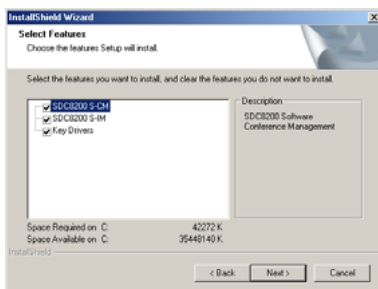 InstallShield Wizard
Select Features
Choose the features Setup will install.
Select the features you want to install, and clear the features you do not want to install.
SDC8200 S-CM
SDC8200 S-IM
Key Drivers
Description
SDC8200 Software
Conference Management
Space Required on C: 42272 K
Space Available on C: 35448140 K
InstallShield
< Back
Next >
Cancel